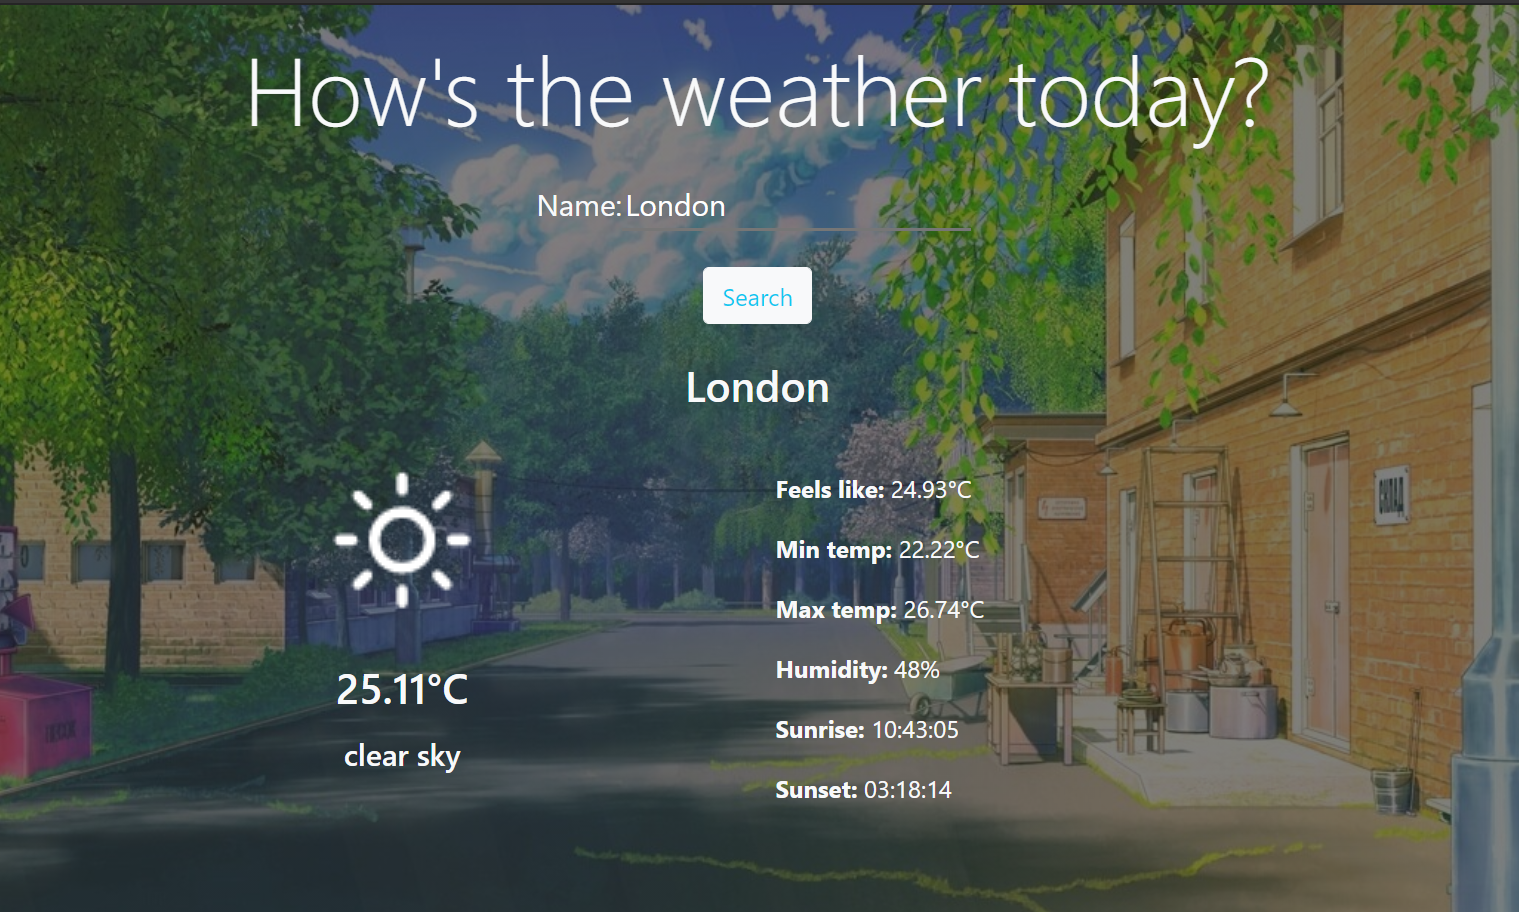 How's the weather today?
Name: London
Search
London
25.11°C
clear sky
Feels like: 24.93°C
Min temp: 22.22°C
Max temp: 26.74°C
Humidity: 48%
Sunrise: 10:43:05
Sunset: 03:18:14
СКЛАД